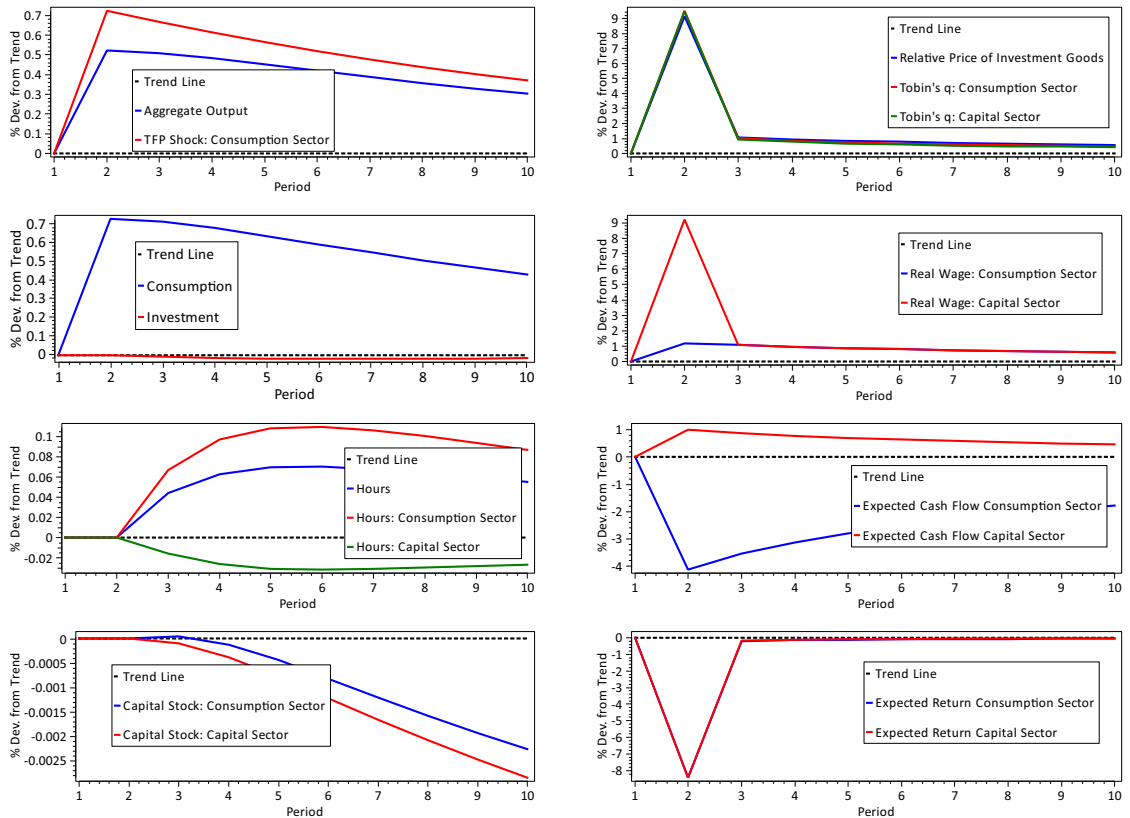 % Dev. from Trend
0.7
0.6
0.5
0.4
0.3
0.2
0.1
0
Trend Line
Aggregate Output
TFP Shock: Consumption Sector
1 2 3 4 5 6 7 8 9 10
Period
% Dev. from Trend
9
8
7
6
5
4
3
2
1
0
Trend Line
Relative Price of Investment Goods
Tobin's q: Consumption Sector
Tobin's q: Capital Sector
1 2 3 4 5 6 7 8 9 10
Period
% Dev. from Trend
0.7
0.6
0.5
0.4
0.3
0.2
0.1
0
Trend Line
Consumption
Investment
1 2 3 4 5 6 7 8 9 10
Period
% Dev. from Trend
9
8
7
6
5
4
3
2
1
0
Trend Line
Real Wage: Consumption Sector
Real Wage: Capital Sector
1 2 3 4 5 6 7 8 9 10
Period
% Dev. from Trend
0.1
0.08
0.06
0.04
0.02
0
-0.02
Trend Line
Hours
Hours: Consumption Sector
Hours: Capital Sector
1 2 3 4 5 6 7 8 9 10
Period
% Dev. from Trend
1
0
-1
-2
-3
-4
Trend Line
Expected Cash Flow Consumption Sector
Expected Cash Flow Capital Sector
1 2 3 4 5 6 7 8 9 10
Period
% Dev. from Trend
0
-0.0005
-0.001
-0.0015
-0.002
-0.0025
Trend Line
Capital Stock: Consumption Sector
Capital Stock: Capital Sector
1 2 3 4 5 6 7 8 9 10
Period
% Dev. from Trend
0
-1
-2
-3
-4
-5
-6
-7
-8
Trend Line
Expected Return Consumption Sector
Expected Return Capital Sector
1 2 3 4 5 6 7 8 9 10
Period